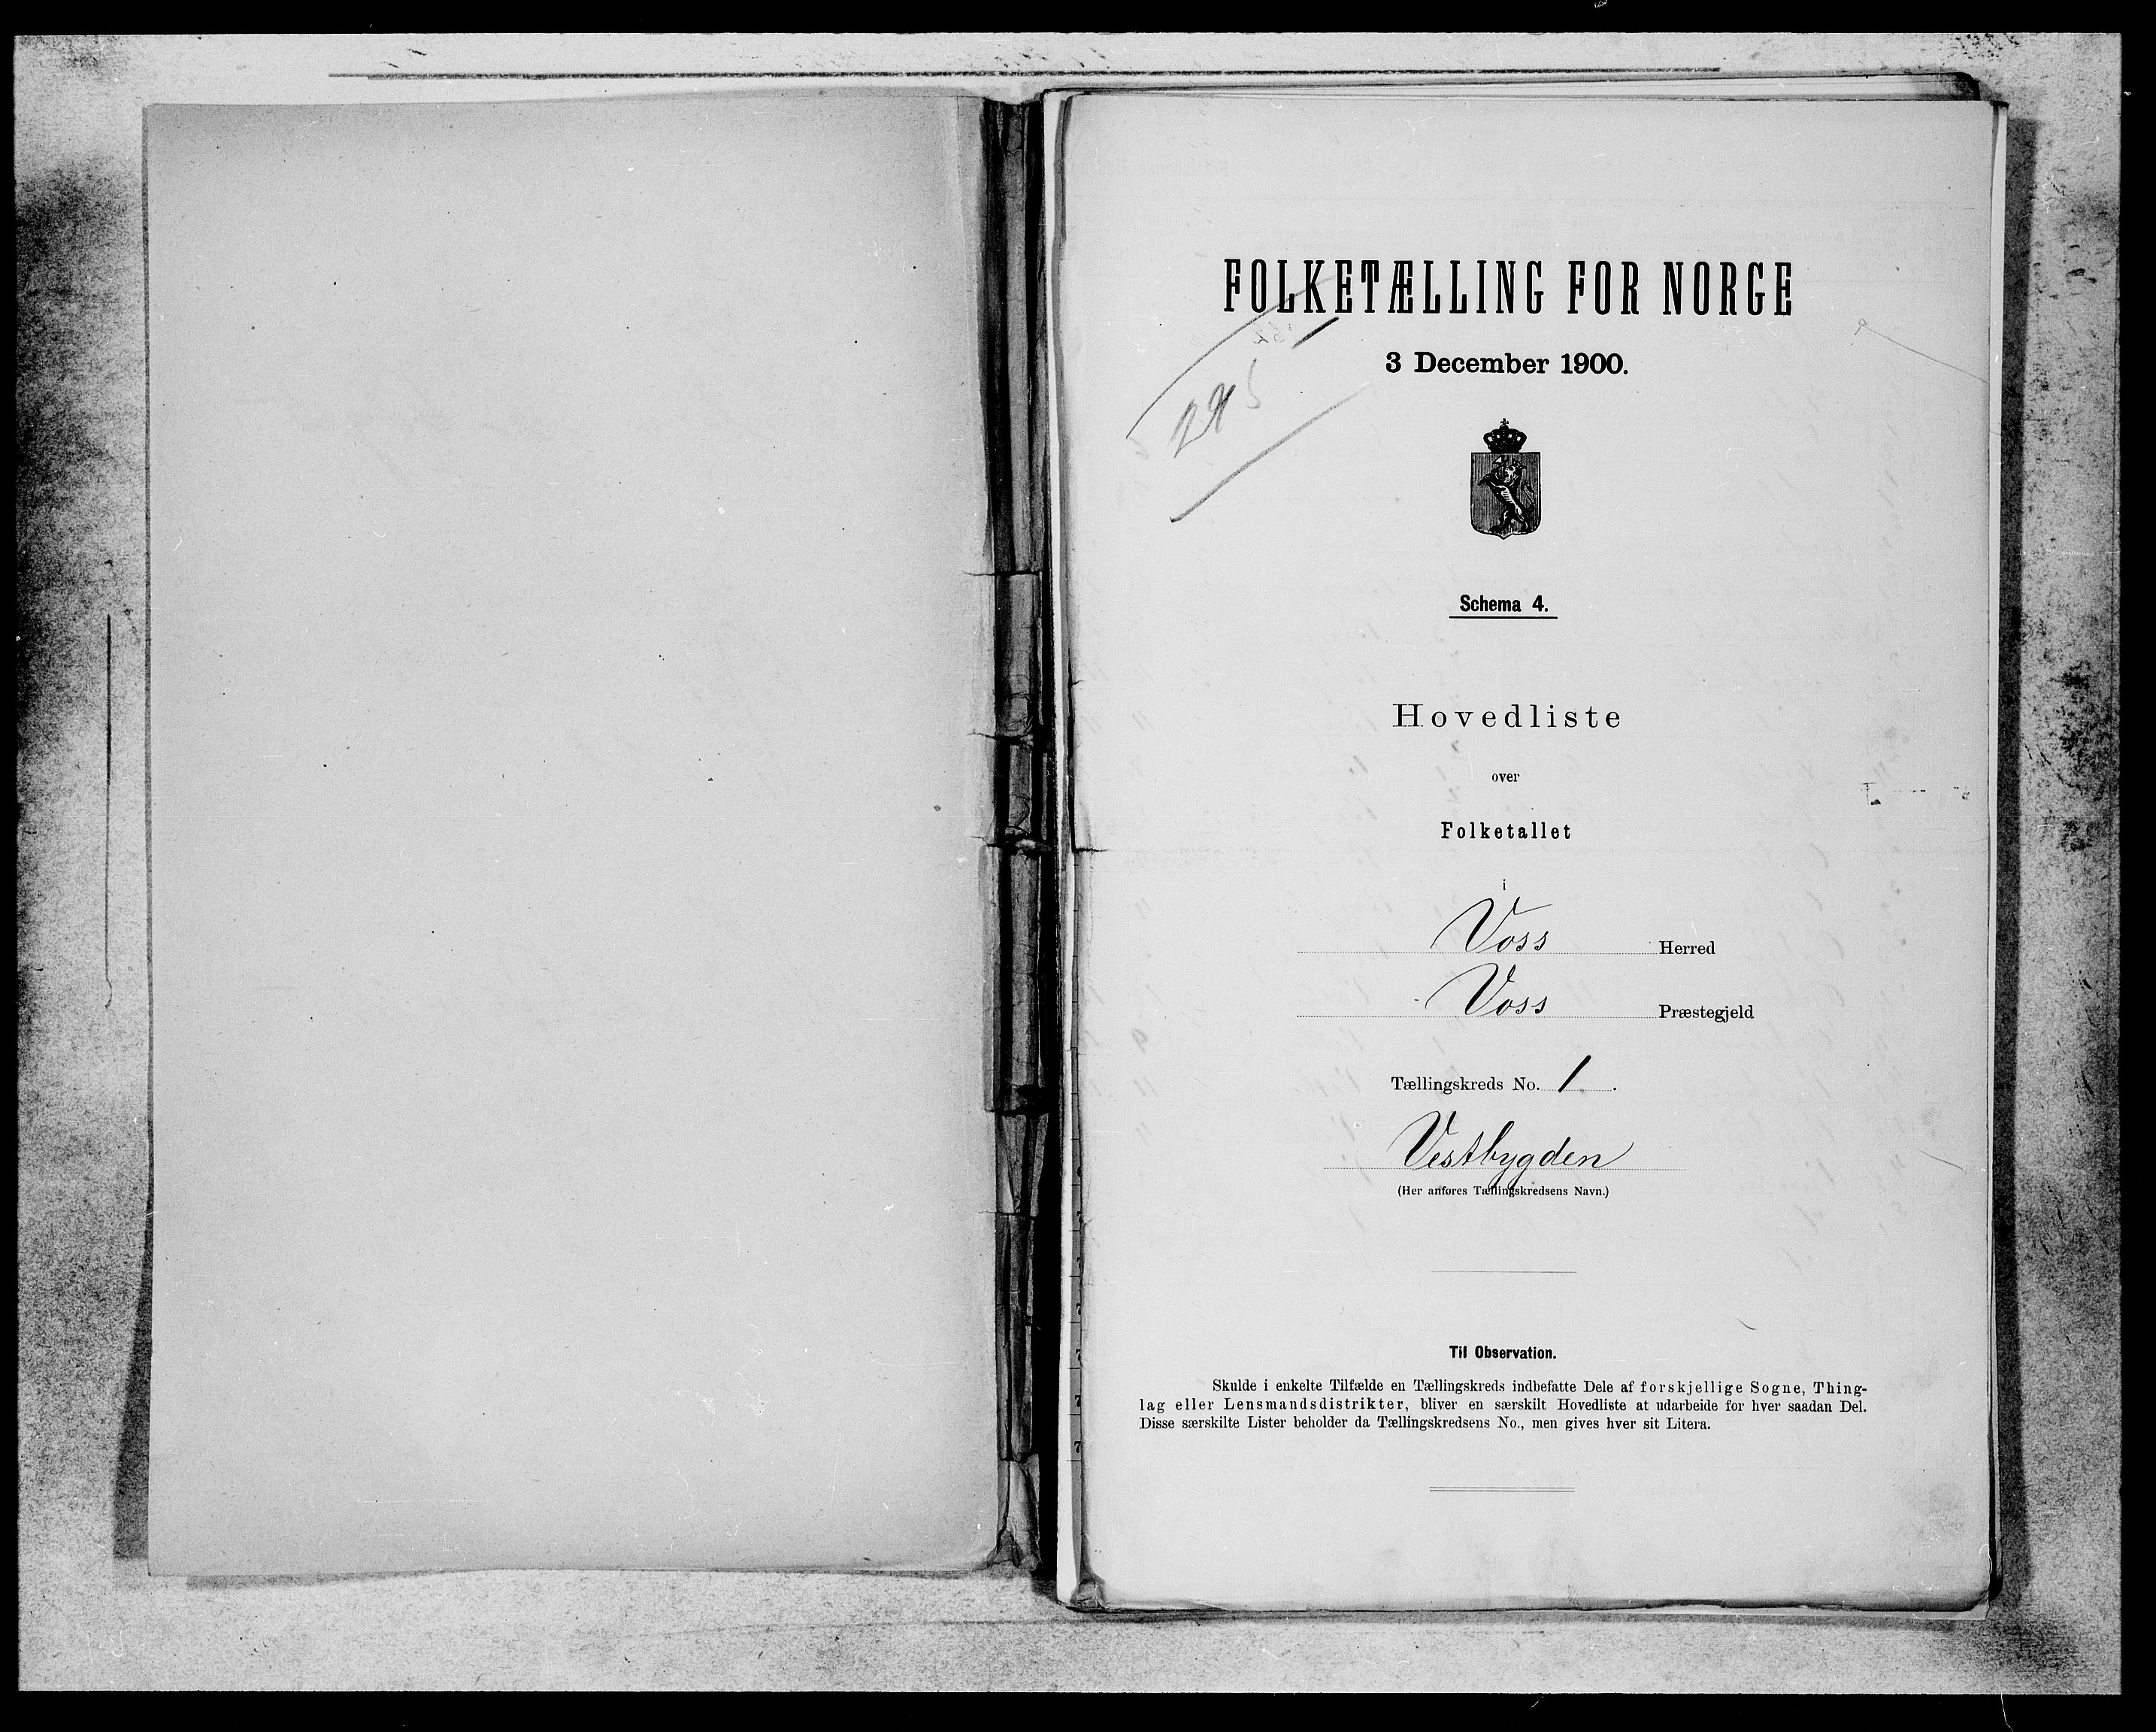 FOLKETÆLLING FOR NORGE
3 December 1900.
Schema 4.
Hovedliste
over
Folketallet
i
Voss Herred
Voss Præstegjeld
Tællingskreds No. 1.
Vestbygden
(Her anføres Tællingskredsens Navn.)
Til Observation.
Skulde i enkelte Tilfælde en Tællingskreds indbefatte Dele af forskjellige Sogne, Thing-
lag eller Lensmandsdistrikter, bliver en særskilt Hovedliste at udarbeide for hver saadan Del.
Disse særskilte Lister beholder da Tællingskredsens No., men gives hver sit Litera.